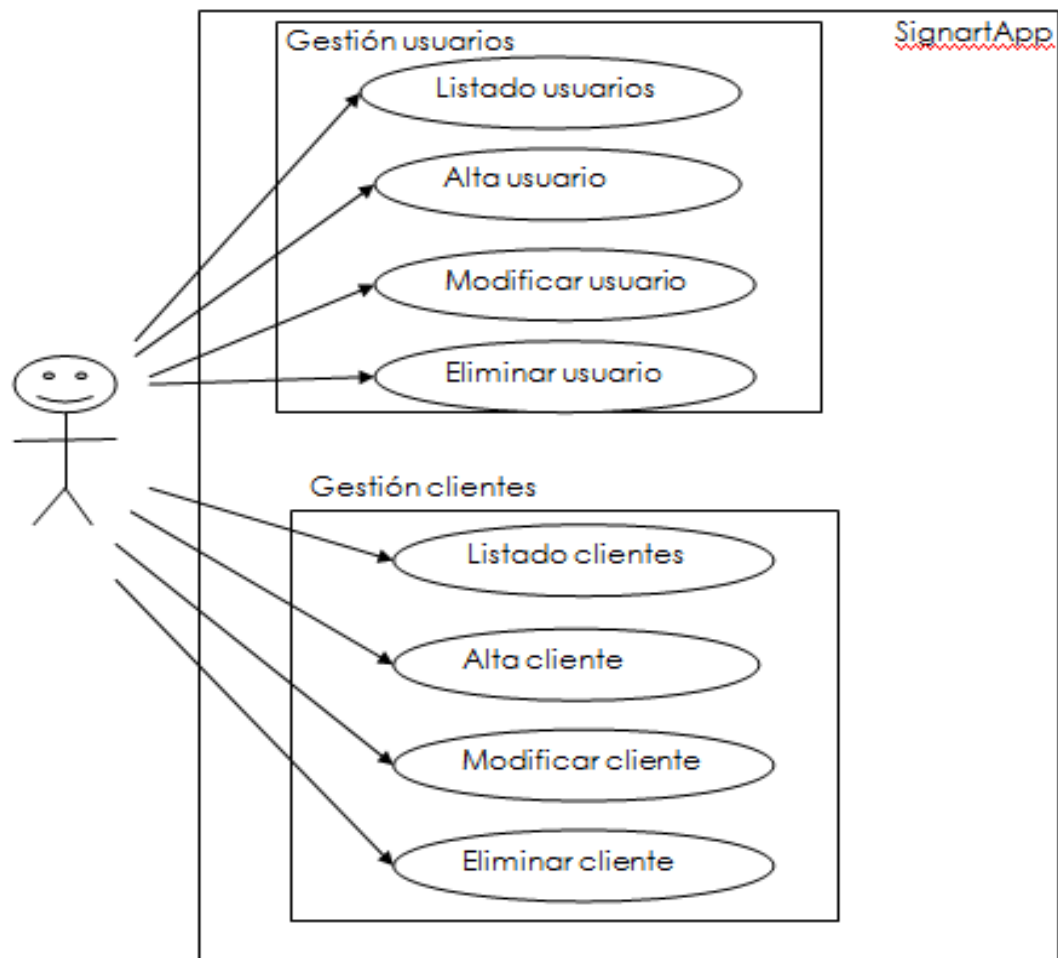 SignartApp
Gestión usuarios
Listado usuarios
Alta usuario
Modificar usuario
Eliminar usuario
Gestión clientes
Listado clientes
Alta cliente
Modificar cliente
Eliminar cliente